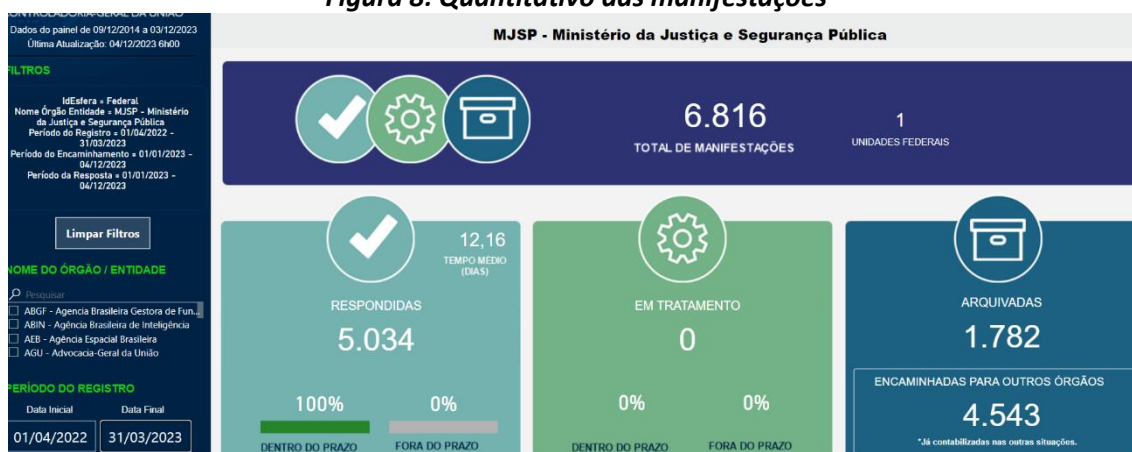 Figura 8: Quantitativo das manifestações
CONTROLADORIA-GERAL DA UNIÃO
Dados do painel de 09/12/2014 a 03/12/2023
Última Atualização: 04/12/2023 6h00
FILTROS
IdEsfera = Federal
Nome Órgão Entidade = MJSP - Ministério
da Justiça e Segurança Pública
Período do Registro = 01/04/2022 -
31/03/2023
Período do Encaminhamento = 01/01/2023 -
04/12/2023
Período da Resposta = 01/01/2023 -
04/12/2023
Limpar Filtros
NOME DO ÓRGÃO / ENTIDADE
Pesquisar
ABGF - Agencia Brasileira Gestora de Fun...
ABIN - Agência Brasileira de Inteligência
AEB - Agência Espacial Brasileira
AGU - Advocacia-Geral da União
PERÍODO DO REGISTRO
Data Inicial Data Final
01/04/2022 31/03/2023
MJSP - Ministério da Justiça e Segurança Pública
6.816
TOTAL DE MANIFESTAÇÕES
1
UNIDADES FEDERAIS
12,16
TEMPO MÉDIO
(DIAS)
RESPONDIDAS
5.034
100% 0%
DENTRO DO PRAZO FORA DO PRAZO
EM TRATAMENTO
0
0% 0%
DENTRO DO PRAZO FORA DO PRAZO
ARQUIVADAS
1.782
ENCAMINHADAS PARA OUTROS ÓRGÃOS
4.543
*Já contabilizadas nas outras situações.